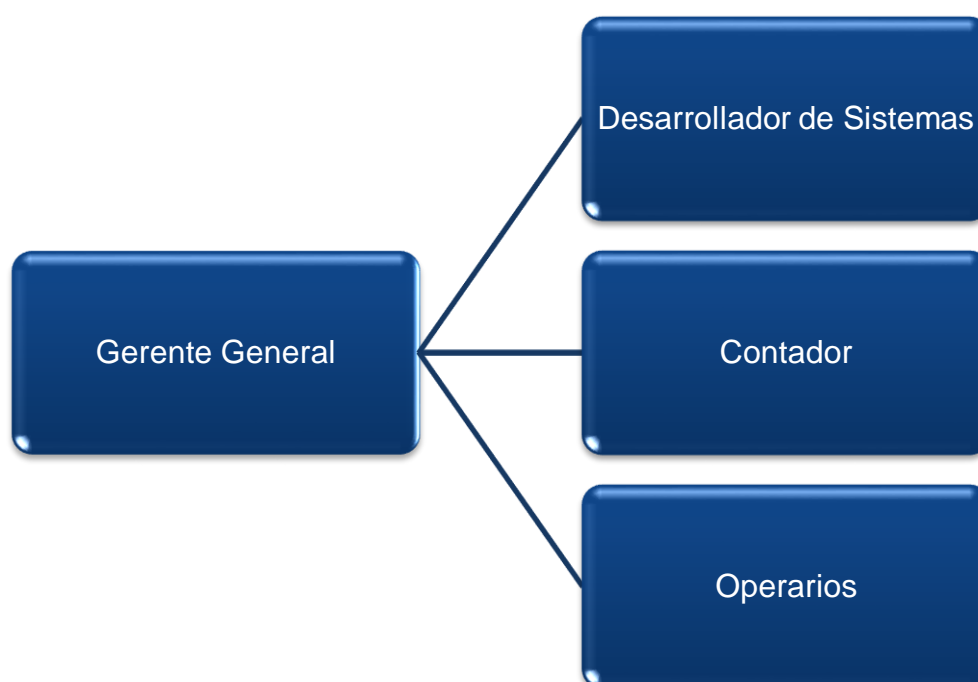 Desarrollador de Sistemas
Gerente General
Contador
Operarios